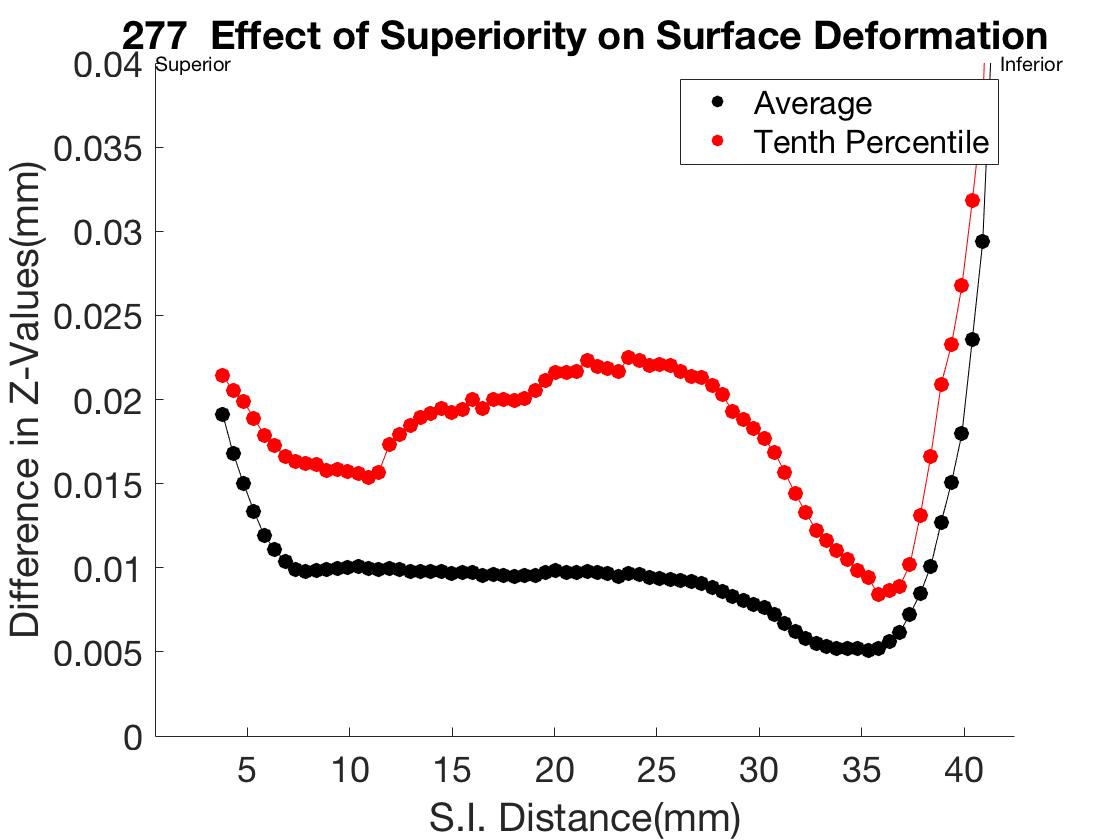 277  Effect of Superiority on Surface Deformation
Superior
Inferior
Average
Tenth Percentile
Difference in Z-Values(mm)
0.04
0.035
0.03
0.025
0.02
0.015
0.01
0.005
0
5 10 15 20 25 30 35 40
S.I. Distance(mm)